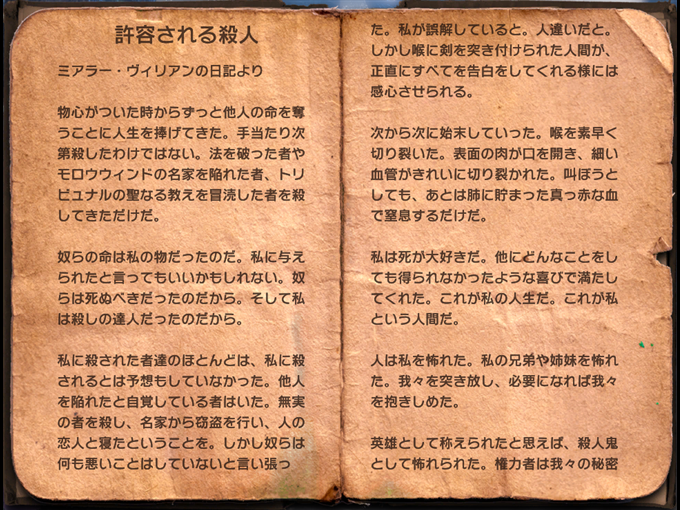 許容される殺人
ミアラー・ヴィリアンの日記より
物心がついた時からずっと他人の命を奪
うことに人生を捧げてきた。手当たり次
第殺したわけではない。法を破った者や
モロウウィンドの名家を陥れた者、トリ
ビュナルの聖なる教えを冒涜した者を殺
してきただけだ。
奴らの命は私の物だったのだ。私に与え
られたと言ってもいいかもしれない。奴
らは死ぬべきだったのだから。そして私
は殺しの達人だったのだから。
私に殺された者達のほとんどは、私に殺
されるとは予想もしていなかった。他人
を陥れたと自覚している者はいた。無実
の者を殺し、名家から窃盗を行い、人の
恋人と寝たということを。しかし奴らは
何も悪いことはしていないと言い張っ
た。私が誤解していると。人違いだと。
しかし喉に剣を突き付けられた人間が、
正直にすべてを告白をしてくれる様には
感心させられる。
次から次に始末していった。喉を素早く
切り裂いた。表面の肉が口を開き、細い
血管がきれいに切り裂かれた。叫ぼうと
しても、あとは肺に貯まった真っ赤な血
で窒息するだけだ。
私は死が大好きだ。他にどんなことをし
ても得られなかったような喜びで満たし
てくれた。これが私の人生だ。これが私
という人間だ。
人は私を怖れた。私の兄弟や姉妹を怖れ
た。我々を突き放し、必要になれば我々
を抱きしめた。
英雄として称えられたと思えば、殺人鬼
として怖れられた。権力者は我々の秘密